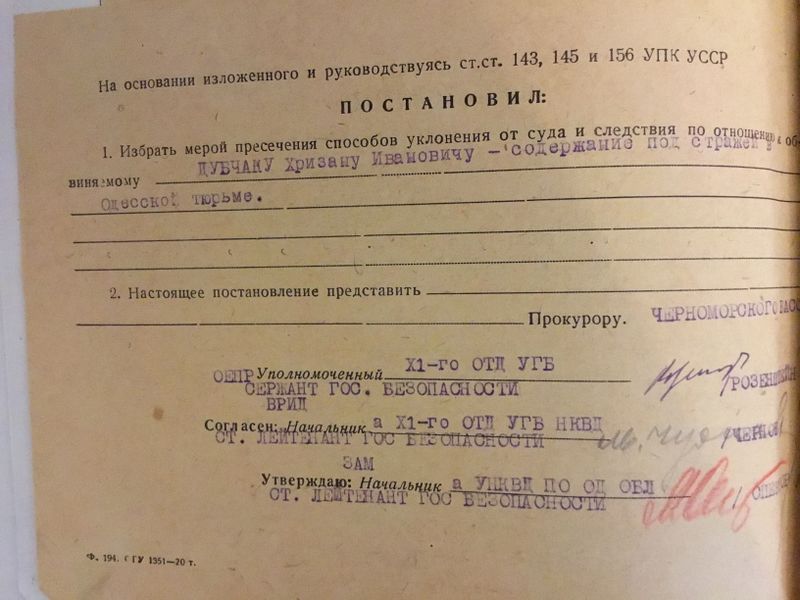 На основании изложенного и руководствуясь ст.ст. 143, 145 и 156 УПК УССР
ПОСТАНОВИЛ:
1. Избрать мерой пресечения способов уклонения от суда и следствия по отношению к об-
виняемому ДУБЧАКУ Хризану Ивановичу – содержание под стражей в
Одесской тюрьме.
2. Настоящее постановление представить
Прокурору. ЧЕРНОМОРСКОГО БАСС
ОЕПР Уполномоченный Х1-го ОТД УГБ
СЕРЖАНТ ГОС. БЕЗОПАСНОСТИ
ВРИД
Согласен: Начальник а Х1-го ОТД УГБ НКВД
СТ. ЛЕЙТЕНАНТ ГОС БЕЗОПАСНОСТИ
ЗАМ
Утверждаю: Начальник а УНКВД ПО ОД ОБЛ
СТ. ЛЕЙТЕНАНТ ГОС БЕЗОПАСНОСТИ
Ф. 194. ГГУ 1351—20 т.